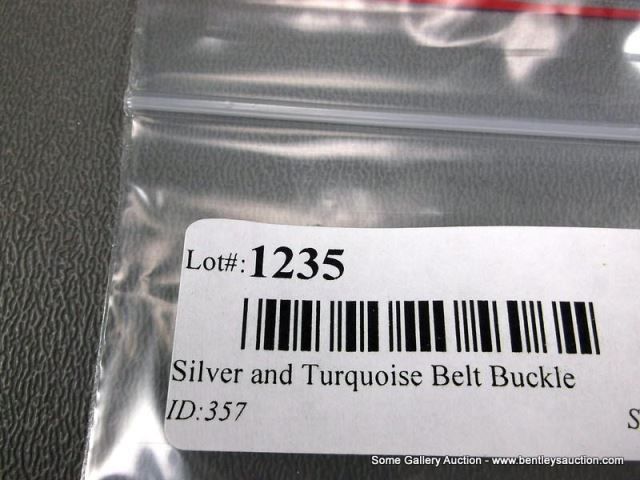 Lot#: 1235
Silver and Turquoise Belt Buckle
ID:357
S
Some Gallery Auction - www.bentleysauction.com